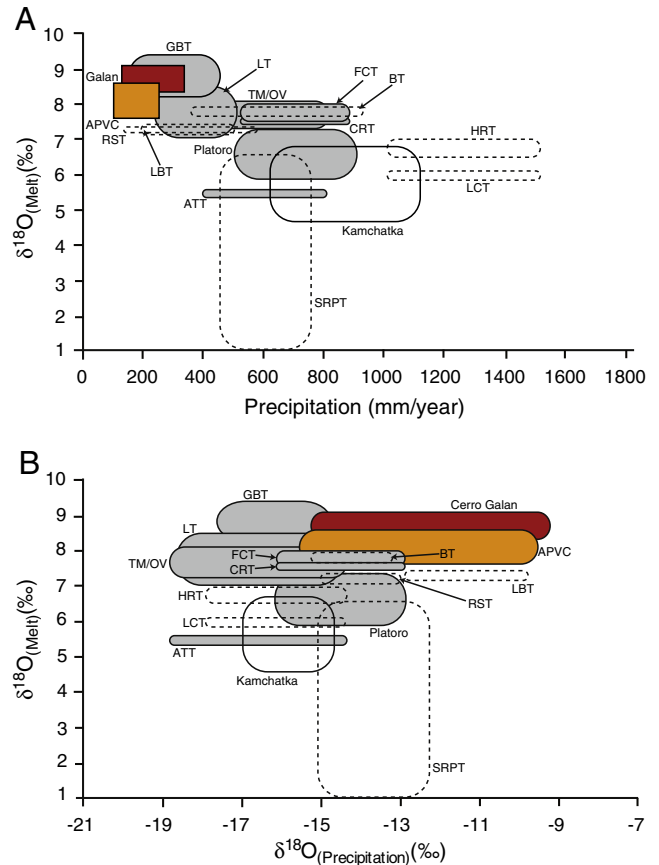 A
δ18O(Melt)(‰)
10
9
8
7
6
5
4
3
2
1
GBT
LT
FCT
BT
Galan
TM/OV
APVC
RST
LBT
Platoro
CRT
HRT
LCT
ATT
Kamchatka
SRPT
0 200 400 600 800 1000 1200 1400 1600 1800
Precipitation (mm/year)
B
δ18O(Melt)(‰)
10
9
8
7
6
5
4
3
2
1
GBT
Cerro Galan
LT
FCT
BT
APVC
TM/OV
CRT
LBT
HRT
RST
LCT
Platoro
ATT
Kamchatka
SRPT
-21 -19 -17 -15 -13 -11 -9 -7
δ18O(Precipitation)(‰)